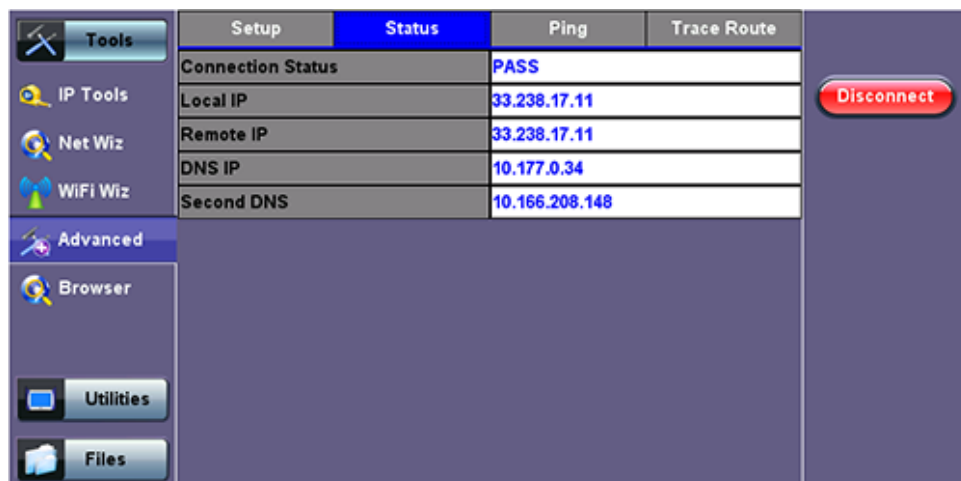 Tools
IP Tools
Net Wiz
WiFi Wiz
Advanced
Browser
Utilities
Files
Setup Status Ping Trace Route
Connection Status PASS
Local IP 33.238.17.11
Remote IP 33.238.17.11
DNS IP 10.177.0.34
Second DNS 10.166.208.148
Disconnect